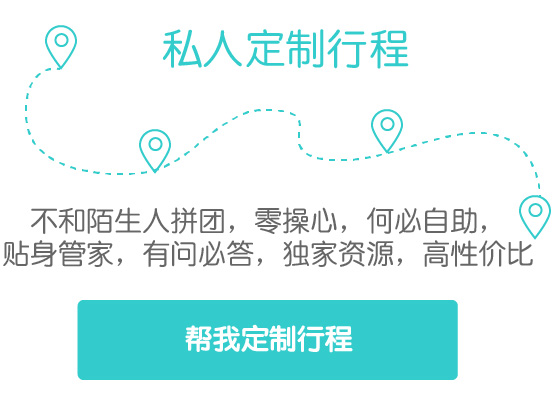 私人定制行程
不和陌生人拼团，零操心，何必自助，
贴身管家，有问必答，独家资源，高性价比
帮我定制行程